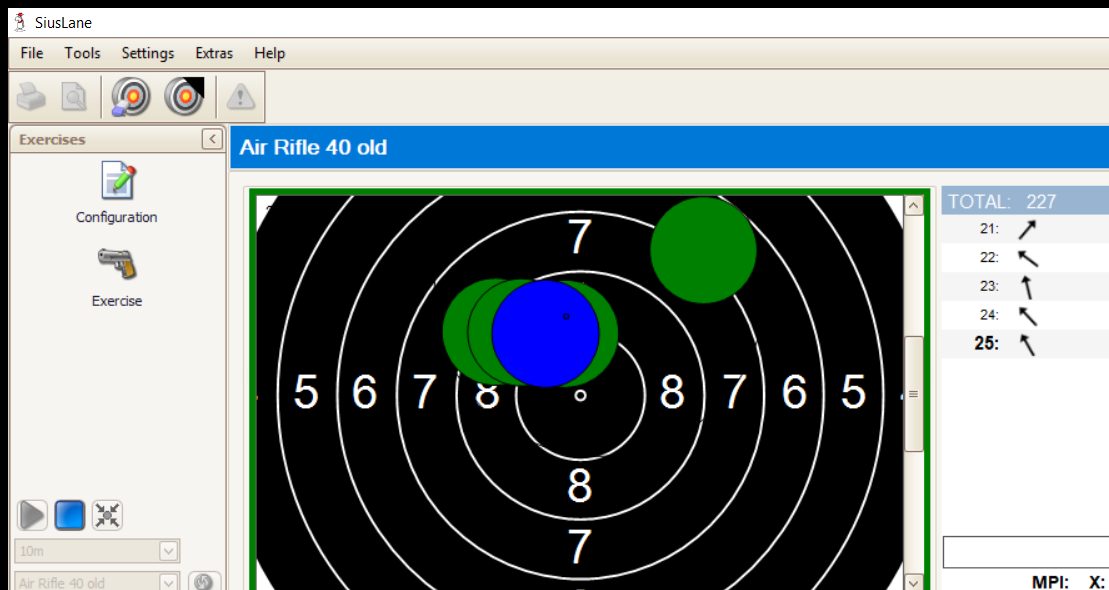 SiusLane
File Tools Settings Extras Help
Exercises
Air Rifle 40 old
Configuration
Exercise
10m
Air Rifle 40 old
7
5 6 7 8 8 7 6 5
8
7
TOTAL: 227
21:
22:
23:
24:
25:
MPI: X: